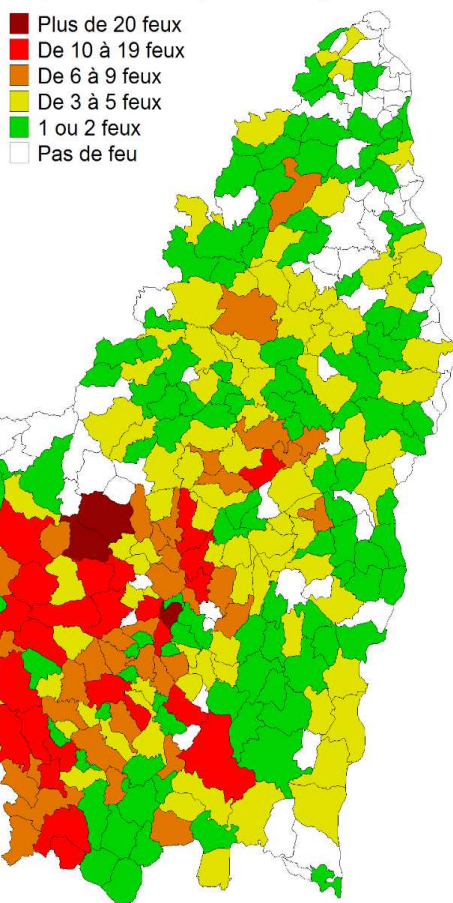 Plus de 20 feux
De 10 à 19 feux
De 6 à 9 feux
De 3 à 5 feux
1 ou 2 feux
Pas de feu